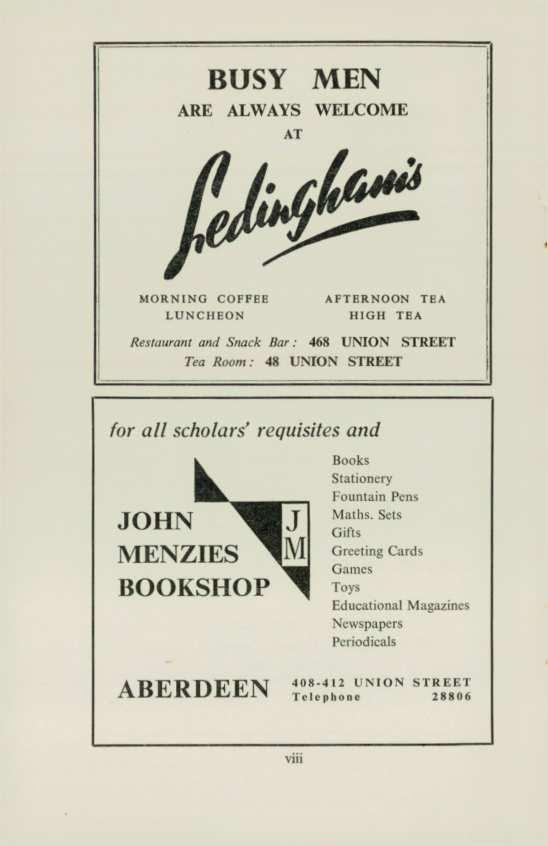 BUSY MEN
ARE ALWAYS WELCOME
AT
Ledingham's
MORNING COFFEE AFTERNOON TEA
LUNCHEON HIGH TEA
Restaurant and Snack Bar : 468 UNION STREET
Tea Room : 48 UNION STREET
for all scholars' requisites and
JOHN
MENZIES
BOOKSHOP
J
M
Books
Stationery
Fountain Pens
Maths. Sets
Gifts
Greeting Cards
Games
Toys
Educational Magazines
Newspapers
Periodicals
ABERDEEN
408-412 UNION STREET
Telephone 28806
viii